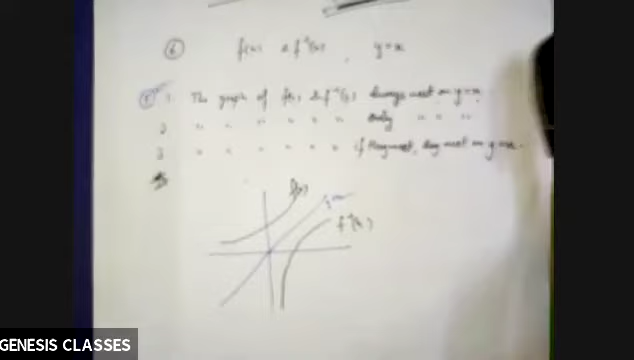 ⑥ f(x) & f⁻¹(x), y=x
1. The graph of f(x) & f⁻¹(x) always meet on y=x.
2 " " " " " " only " " "
3 " " " " " " if they meet, they meet on y=x.
f(x)
y=x
f⁻¹(x)
GENESIS CLASSES